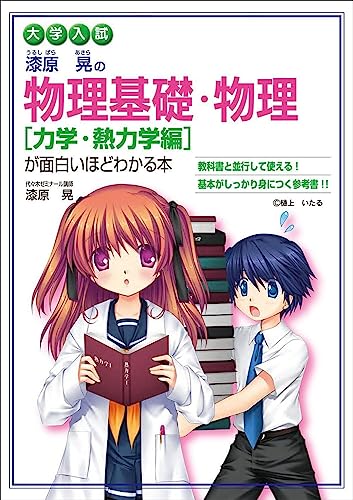 大学入試
うるし ばら あきら
漆原 晃の
物理基礎・物理
[力学・熱力学編]
が面白いほどわかる本
代々木ゼミナール講師
漆原 晃
教科書と並行して使える!
基本がしっかり身につく参考書!!
©樋上 いたる